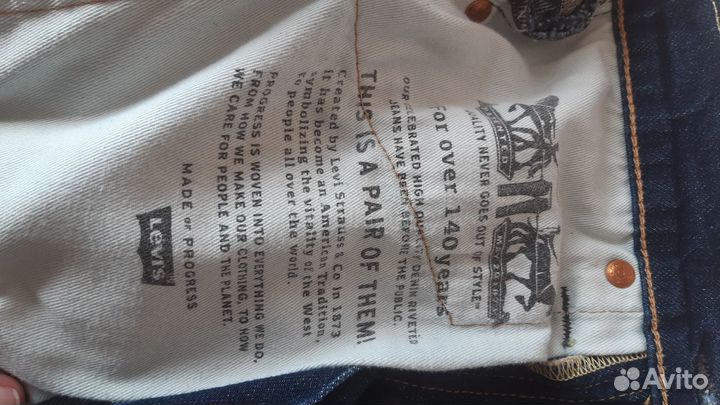 QUALITY NEVER GOES OUT OF STYLE™
For over 140 years
OUR CELEBRATED HIGH QUALITY DENIM RIVETED
JEANS HAVE BEEN BEFORE THE PUBLIC.
THIS IS A PAIR OF THEM!
Created by Levi Strauss & Co in 1873
it has become an American Tradition,
symbolizing the vitality of the West
to people all over the world.
PROGRESS IS WOVEN INTO EVERYTHING WE DO,
FROM HOW WE MAKE OUR CLOTHING, TO HOW
WE CARE FOR PEOPLE AND THE PLANET.
MADE OF PROGRESS
Levi's
Avito